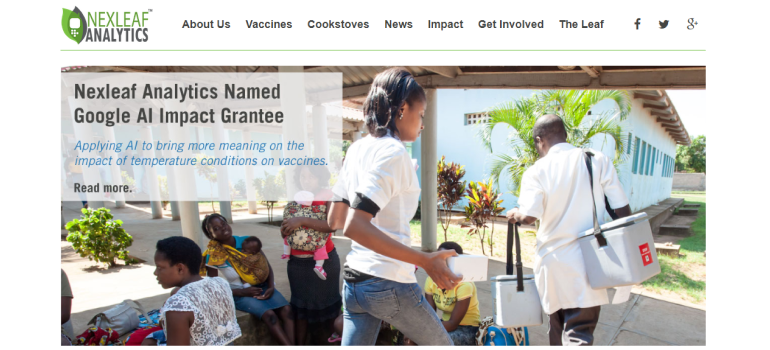 NEXLEAF™
ANALYTICS
About Us Vaccines Cookstoves News Impact Get Involved The Leaf
Nexleaf Analytics Named
Google AI Impact Grantee
Applying AI to bring more meaning on the
impact of temperature conditions on vaccines.
Read more.